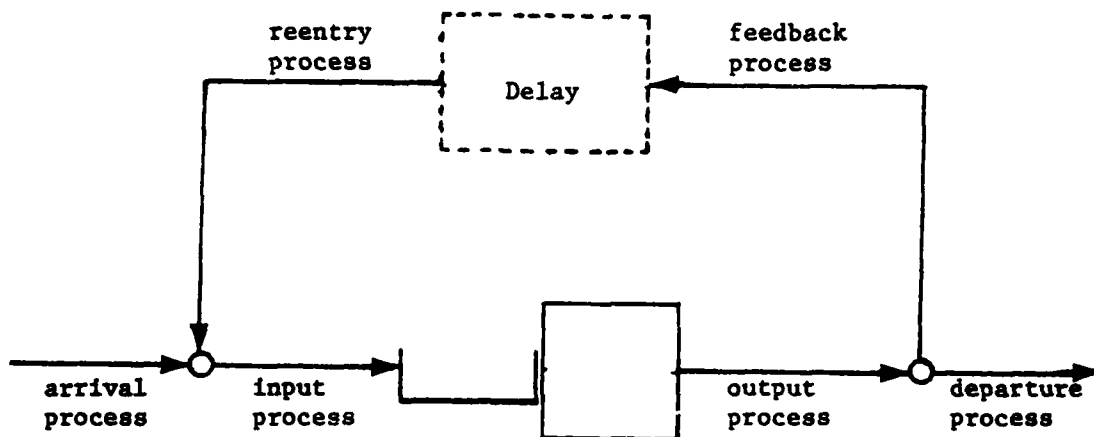 reentry
process
Delay
feedback
process
arrival
process
input
process
output
process
departure
process